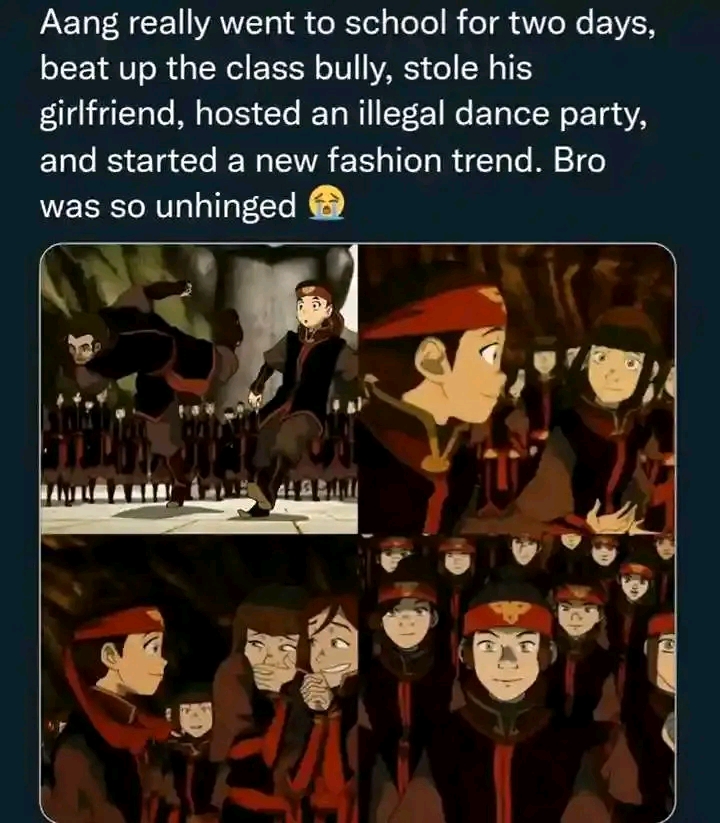 Aang really went to school for two days,
beat up the class bully, stole his
girlfriend, hosted an illegal dance party,
and started a new fashion trend. Bro
was so unhinged 😭